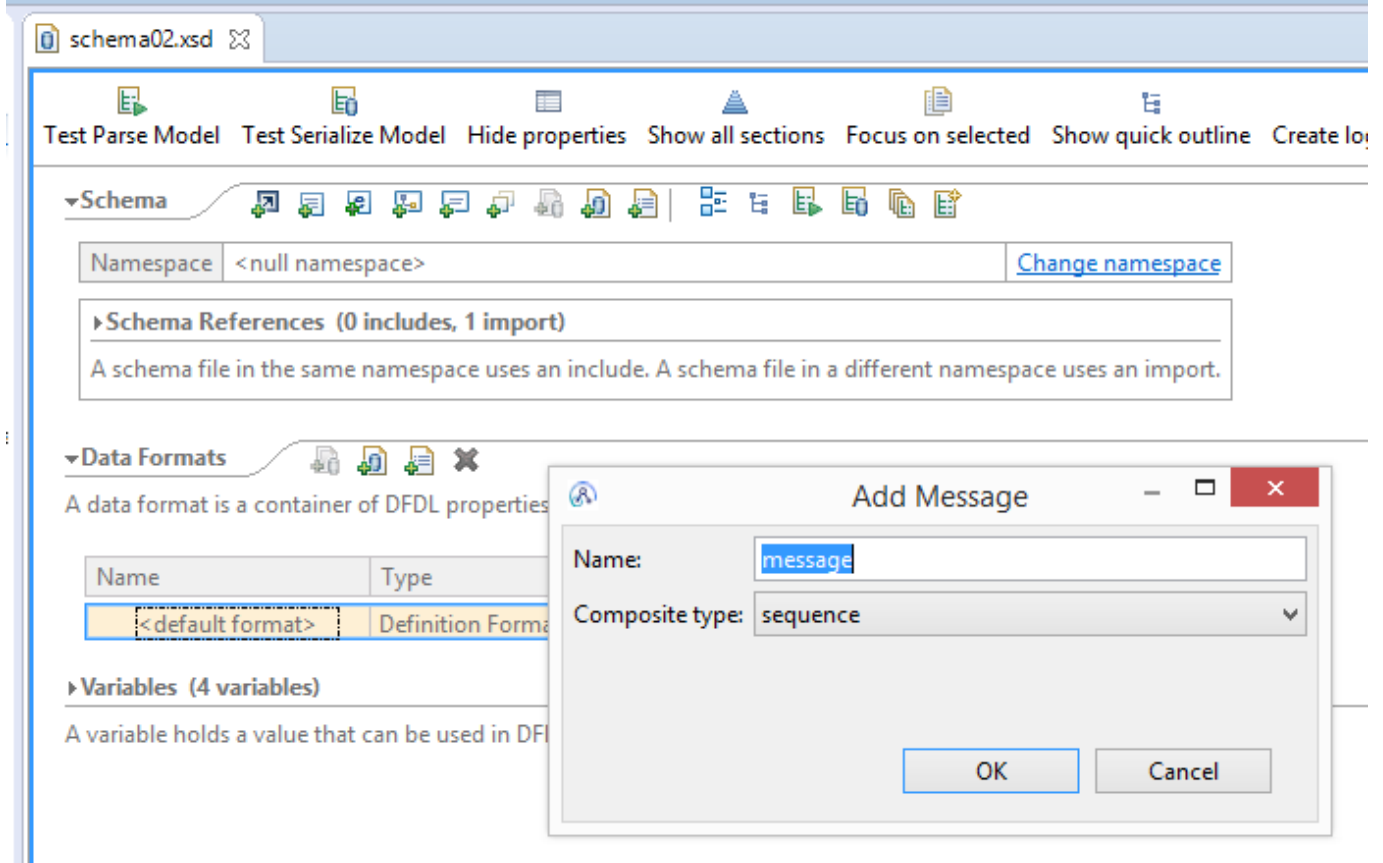 schema02.xsd
Test Parse Model Test Serialize Model Hide properties Show all sections Focus on selected Show quick outline Create
Schema
Namespace <null namespace> Change namespace
Schema References (0 includes, 1 import)
A schema file in the same namespace uses an include. A schema file in a different namespace uses an import.
Data Formats
A data format is a container of DFDL properties
Add Message
Name: message
Composite type: sequence
Name Type
<default format> Definition
Variables (4 variables)
A variable holds a value that can be used in
OK Cancel